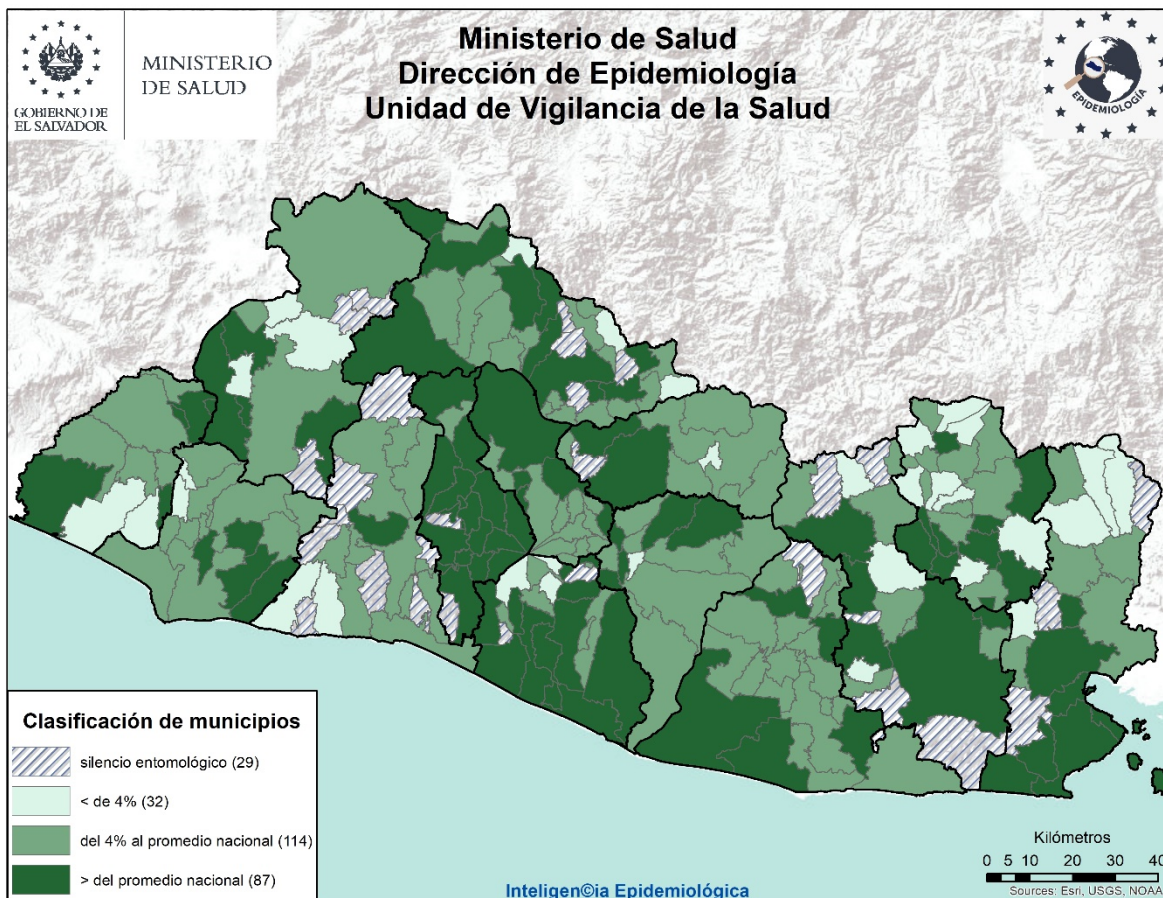 Ministerio de Salud
Dirección de Epidemiología
Unidad de Vigilancia de la Salud
GOBIERNO DE
EL SALVADOR
MINISTERIO
DE SALUD
EPIDEMIOLOGÍA
Clasificación de municipios
silencio entomológico (29)
< de 4% (32)
del 4% al promedio nacional (114)
> del promedio nacional (87)
Inteligen©ia Epidemiológica
Kilómetros
0 5 10 20 30 40
Sources: Esri, USGS, NOAA